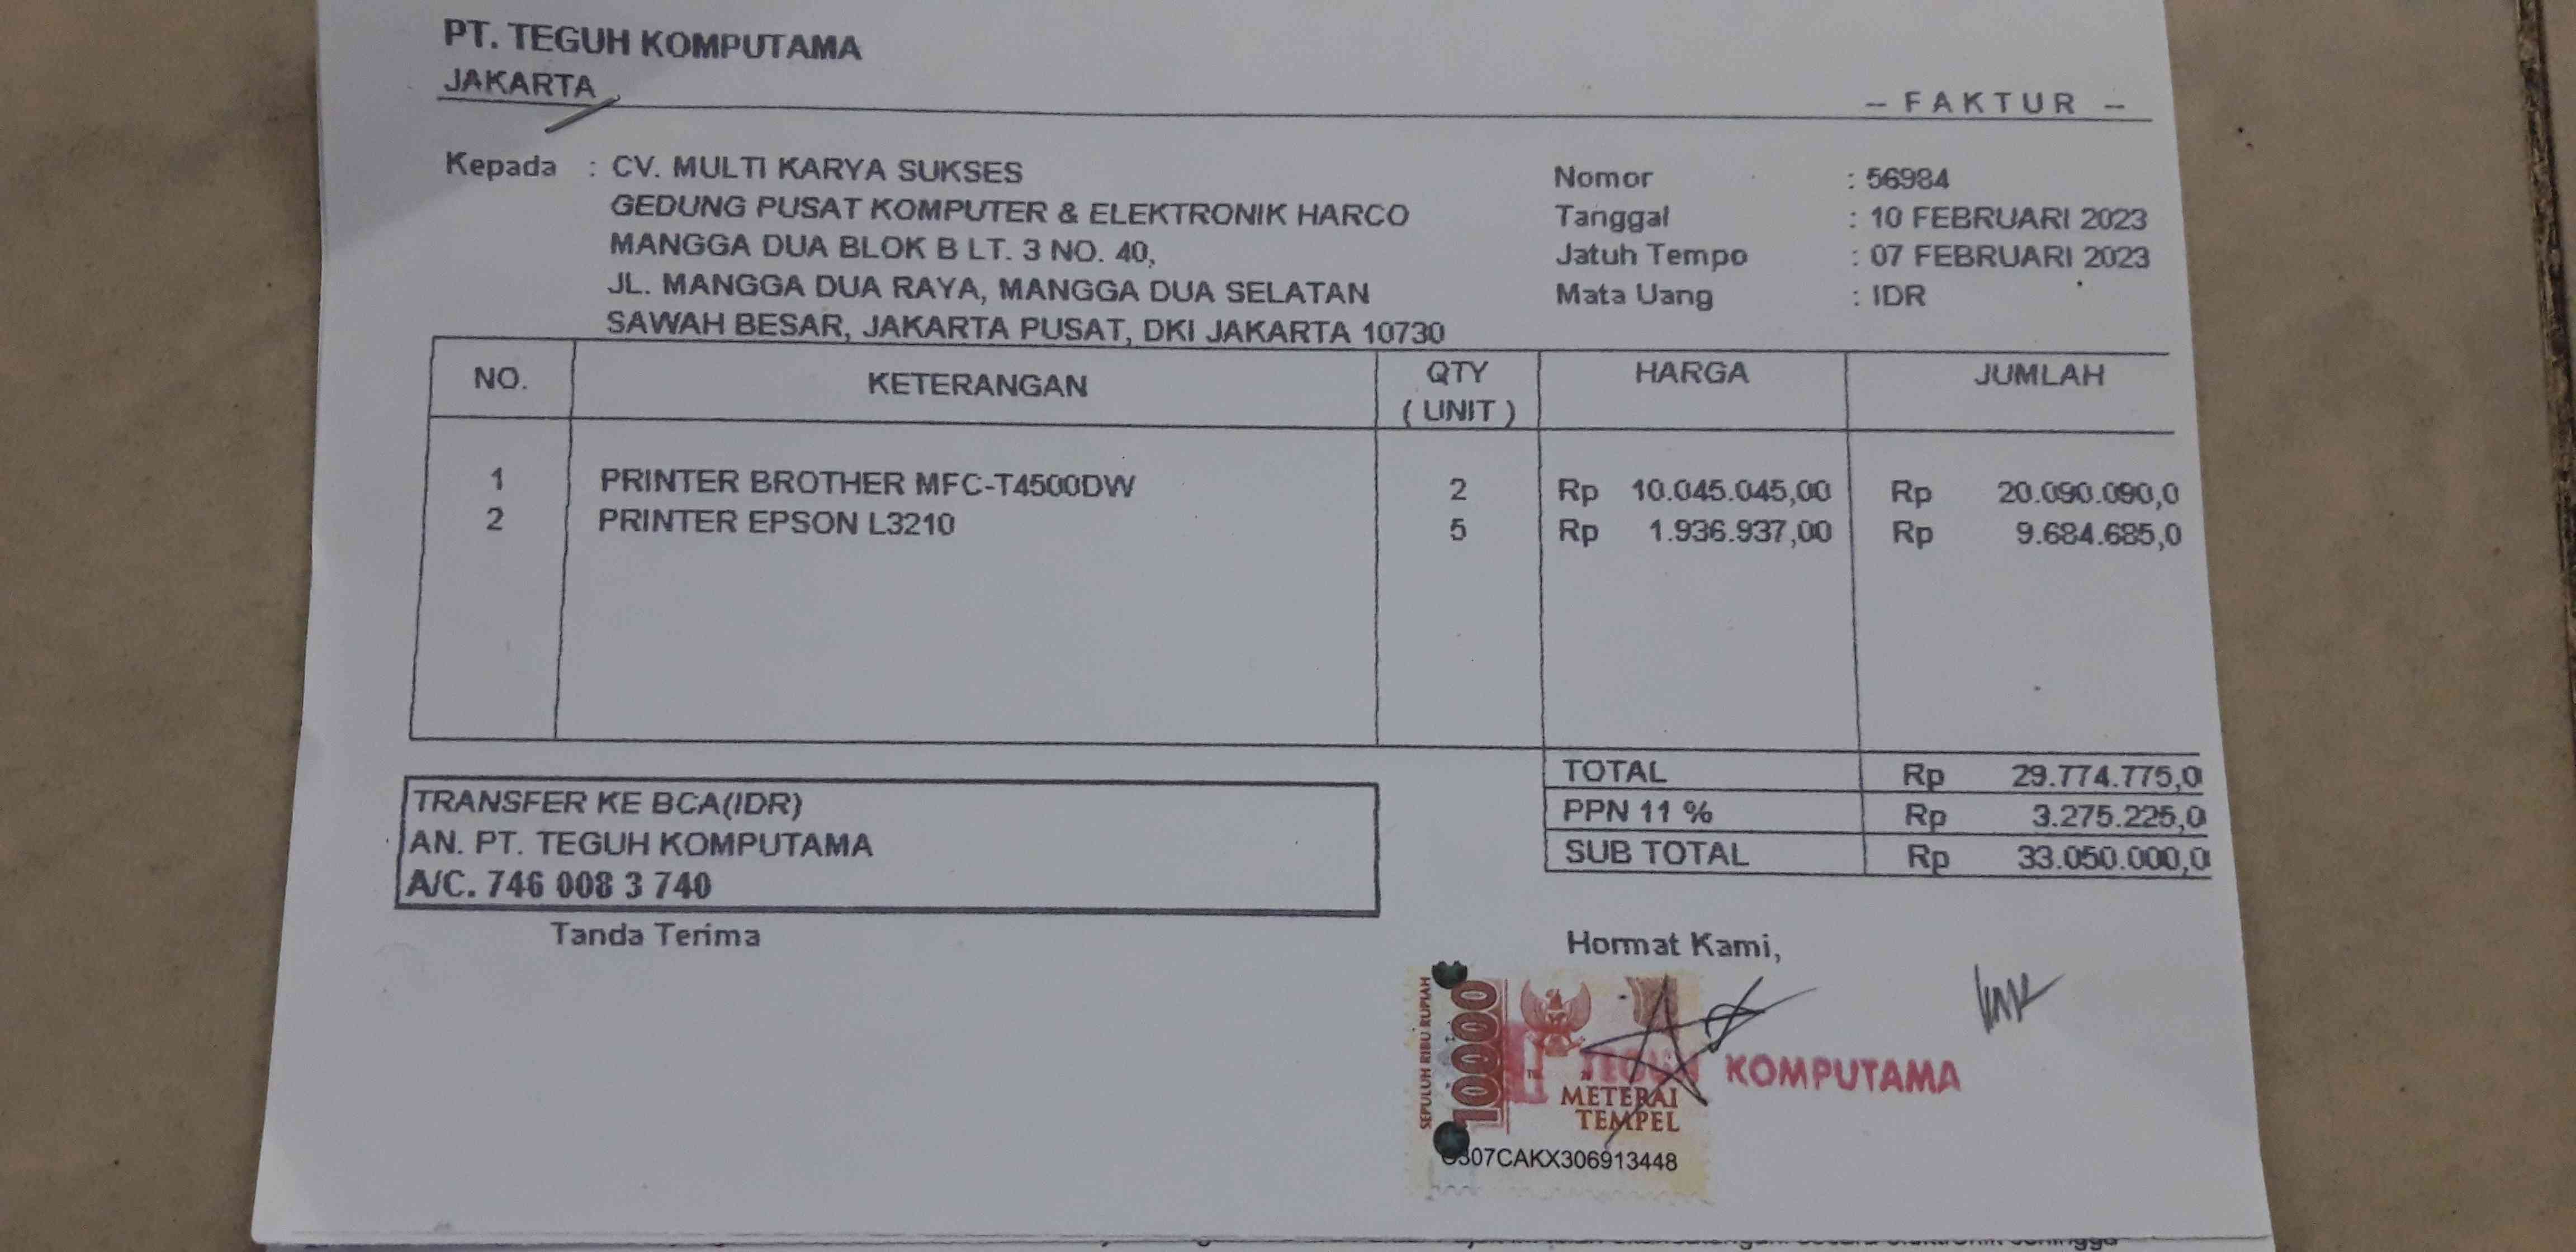 PT. TEGUH KOMPUTAMA
JAKARTA
-- FAKTUR --
Kepada : CV. MULTI KARYA SUKSES
GEDUNG PUSAT KOMPUTER & ELEKTRONIK HARCO
MANGGA DUA BLOK B LT. 3 NO. 40,
JL. MANGGA DUA RAYA, MANGGA DUA SELATAN
SAWAH BESAR, JAKARTA PUSAT, DKI JAKARTA 10730
Nomor : 56984
Tanggal : 10 FEBRUARI 2023
Jatuh Tempo : 07 FEBRUARI 2023
Mata Uang : IDR
NO. KETERANGAN QTY HARGA JUMLAH
( UNIT )
1 PRINTER BROTHER MFC-T4500DW 2 Rp 10.045.045,00 Rp 20.090.090,0
2 PRINTER EPSON L3210 5 Rp 1.936.937,00 Rp 9.684.685,0
TOTAL Rp 29.774.775,0
PPN 11 % Rp 3.275.225,0
SUB TOTAL Rp 33.050.000,0
TRANSFER KE BCA(IDR)
AN. PT. TEGUH KOMPUTAMA
A/C. 746 008 3 740
Tanda Terima
Hormat Kami,
SEPULUH RIBU RUPIAH
10000
TEGUH KOMPUTAMA
METERAI
TEMPEL
307CAKX306913448